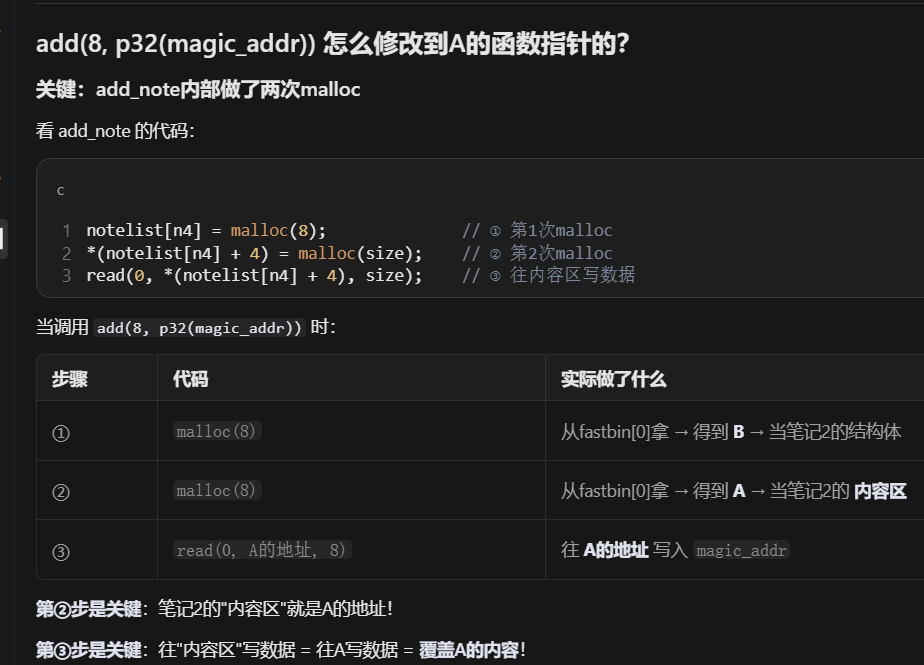 add(8, p32(magic_addr)) 怎么修改到A的函数指针的?
关键：add_note内部做了两次malloc
看 add_note 的代码：
c
1 notelist[n4] = malloc(8); // ① 第1次malloc
2 *(notelist[n4] + 4) = malloc(size); // ② 第2次malloc
3 read(0, *(notelist[n4] + 4), size); // ③ 往内容区写数据
当调用 add(8, p32(magic_addr)) 时：
步骤 代码 实际做了什么
① malloc(8) 从fastbin[0]拿 → 得到 B → 当笔记2的结构体
② malloc(8) 从fastbin[0]拿 → 得到 A → 当笔记2的 内容区
③ read(0, A的地址, 8) 往 A的地址 写入 magic_addr
第②步是关键：笔记2的"内容区"就是A的地址！
第③步是关键：往"内容区"写数据 = 往A写数据 = 覆盖A的内容！